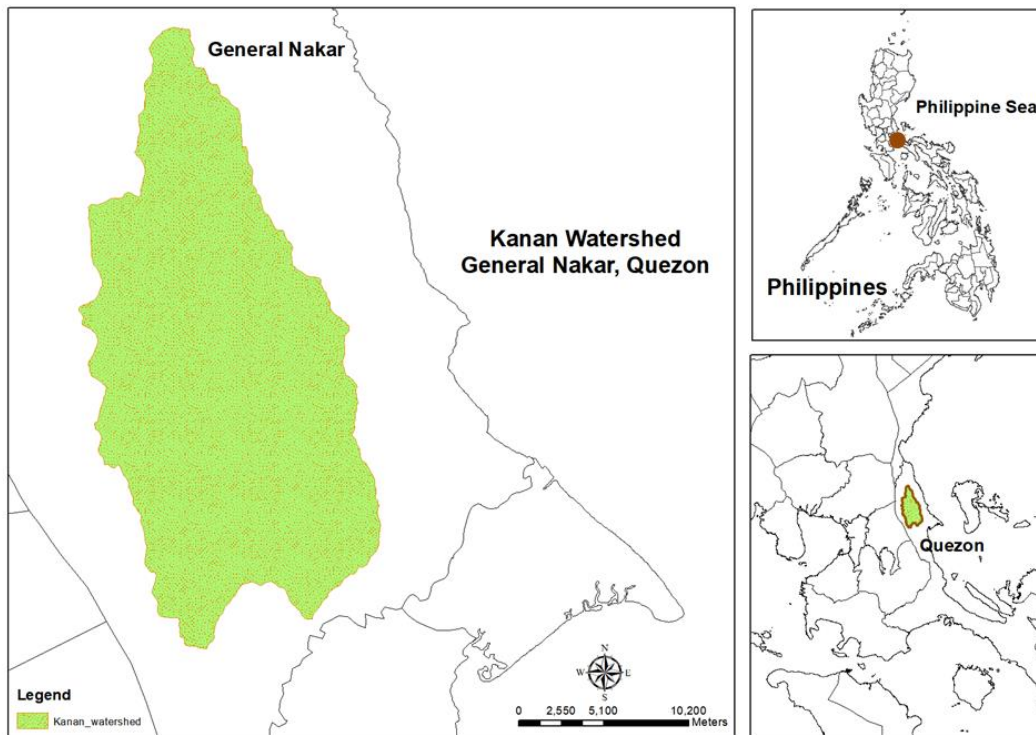 General Nakar
Kanan Watershed
General Nakar, Quezon
N
W E
S
0 2,550 5,100 10,200
Meters
Legend
Kanan_watershed
Philippine Sea
Philippines
Quezon